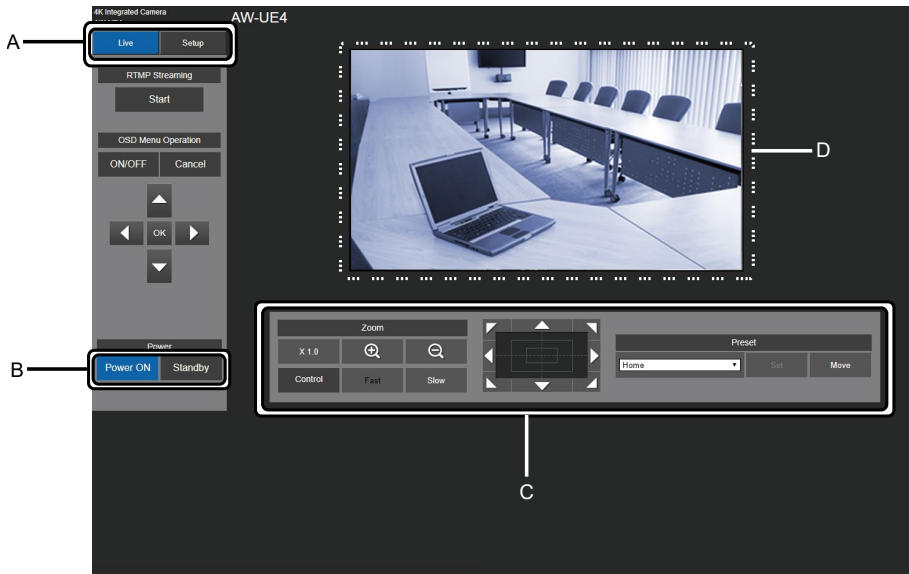 4K Integrated Camera
AW-UE4
A
Live Setup
RTMP Streaming
Start
OSD Menu Operation
ON/OFF Cancel
OK
D
Power
B
Power ON Standby
Zoom
X 1.0
Control Fast Slow
Preset
Home Set Move
C